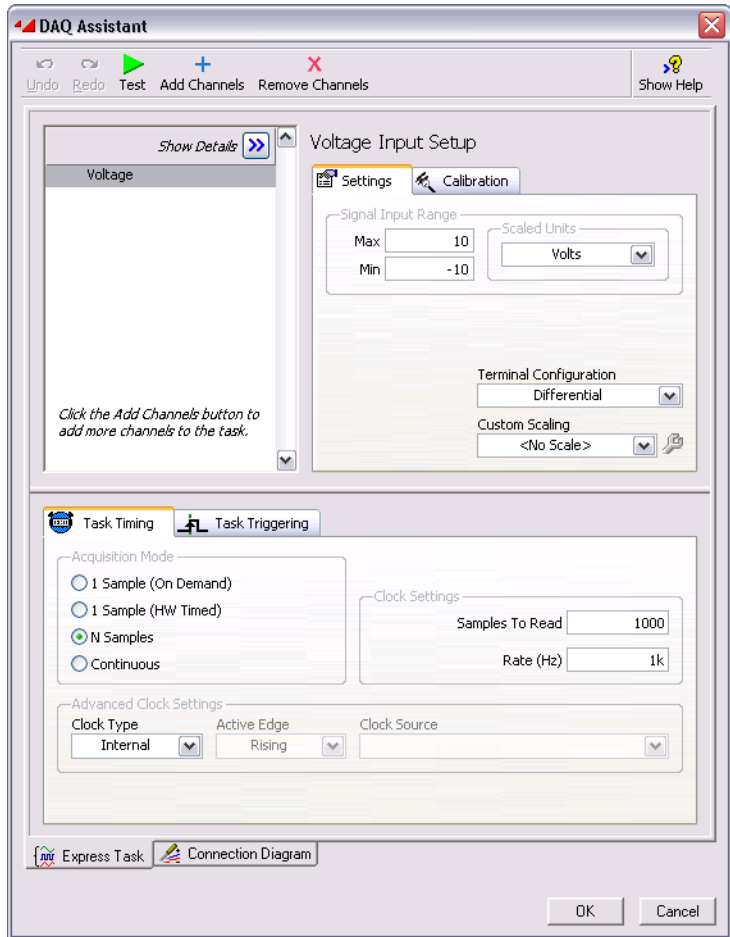 DAQ Assistant
Undo Redo Test Add Channels Remove Channels Show Help
Show Details
Voltage
Click the Add Channels button to
add more channels to the task.
Voltage Input Setup
Settings Calibration
Signal Input Range
Max 10
Min -10
Scaled Units
Volts
Terminal Configuration
Differential
Custom Scaling
<No Scale>
Task Timing Task Triggering
Acquisition Mode
1 Sample (On Demand)
1 Sample (HW Timed)
N Samples
Continuous
Clock Settings
Samples To Read 1000
Rate (Hz) 1k
Advanced Clock Settings
Clock Type Active Edge Clock Source
Internal Rising
Express Task Connection Diagram
OK Cancel